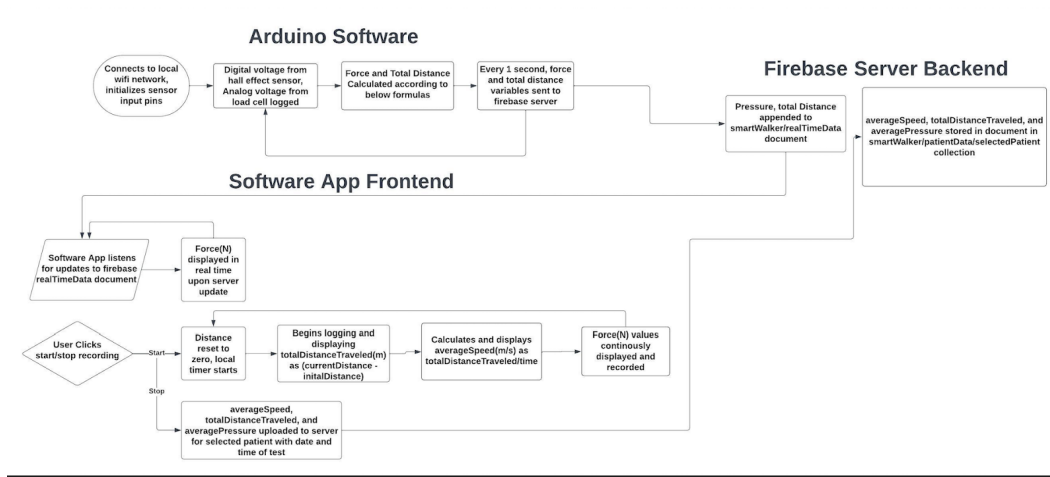 Arduino Software
Connects to local
wifi network,
initializes sensor
input pins
Digital voltage from
hall effect sensor,
Analog voltage from
load cell logged
Force and Total Distance
Calculated according to
below formulas
Every 1 second, force
and total distance
variables sent to
firebase server
Firebase Server Backend
Pressure, total Distance
appended to
smartWalker/realTimeData
document
averageSpeed, totalDistanceTraveled, and
averagePressure stored in document in
smartWalker/patientData/selectedPatient
collection
Software App Frontend
Software App listens
for updates to firebase
realTimeData document
Force(N)
displayed in
real time
upon server
update
User Clicks
start/stop recording
Start
Distance
reset to
zero, local
timer starts
Begins logging and
displaying
totalDistanceTraveled(m)
as (currentDistance -
initalDistance)
Calculates and displays
averageSpeed(m/s) as
totalDistanceTraveled/time
Force(N) values
continously
displayed and
recorded
Stop
averageSpeed,
totalDistanceTraveled, and
averagePressure uploaded to server
for selected patient with date and
time of test